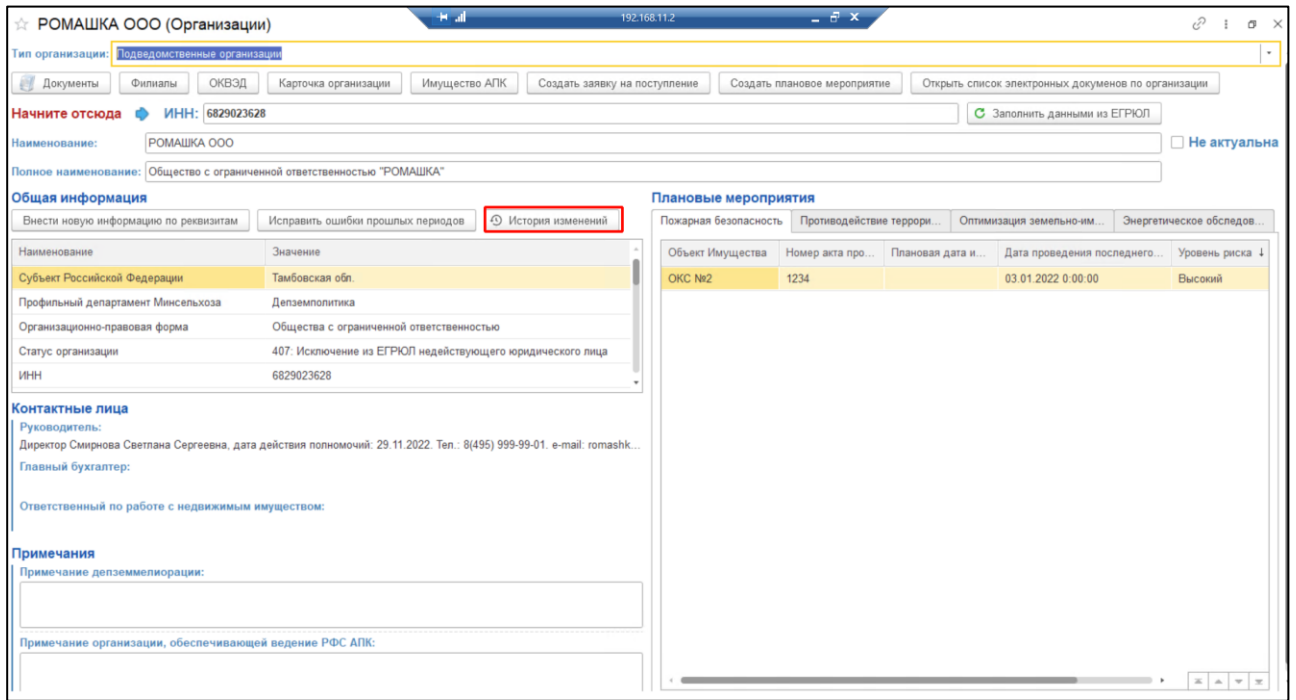 192.168.11.2
РОМАШКА ООО (Организации)
Тип организации: Подведомственные организации
Документы Филиалы ОКВЭД Карточка организации Имущество АПК Создать заявку на поступление Создать плановое мероприятие Открыть список электронных докуменов по организации
Начните отсюда ИНН: 6829023628 Заполнить данными из ЕГРЮЛ
Наименование: РОМАШКА ООО Не актуальна
Полное наименование: Общество с ограниченной ответственностью "РОМАШКА"
Общая информация
Внести новую информацию по реквизитам Исправить ошибки прошлых периодов История изменений
Наименование Значение
Субъект Российской Федерации Тамбовская обл.
Профильный департамент Минсельхоза Депземполитика
Организационно-правовая форма Общества с ограниченной ответственностью
Статус организации 407: Исключение из ЕГРЮЛ недействующего юридического лица
ИНН 6829023628
Контактные лица
Руководитель:
Директор Смирнова Светлана Сергеевна, дата действия полномочий: 29.11.2022. Тел.: 8(495) 999-99-01. e-mail: romashk...
Главный бухгалтер:
Ответственный по работе с недвижимым имуществом:
Примечания
Примечание депземмелиорации:
Примечание организации, обеспечивающей ведение РФС АПК:
Плановые мероприятия
Пожарная безопасность Противодействие террори... Оптимизация земельно-им... Энергетическое обследов...
Объект Имущества Номер акта про... Плановая дата и... Дата проведения последнего... Уровень риска ↓
ОКС №2 1234 03.01.2022 0:00:00 Высокий